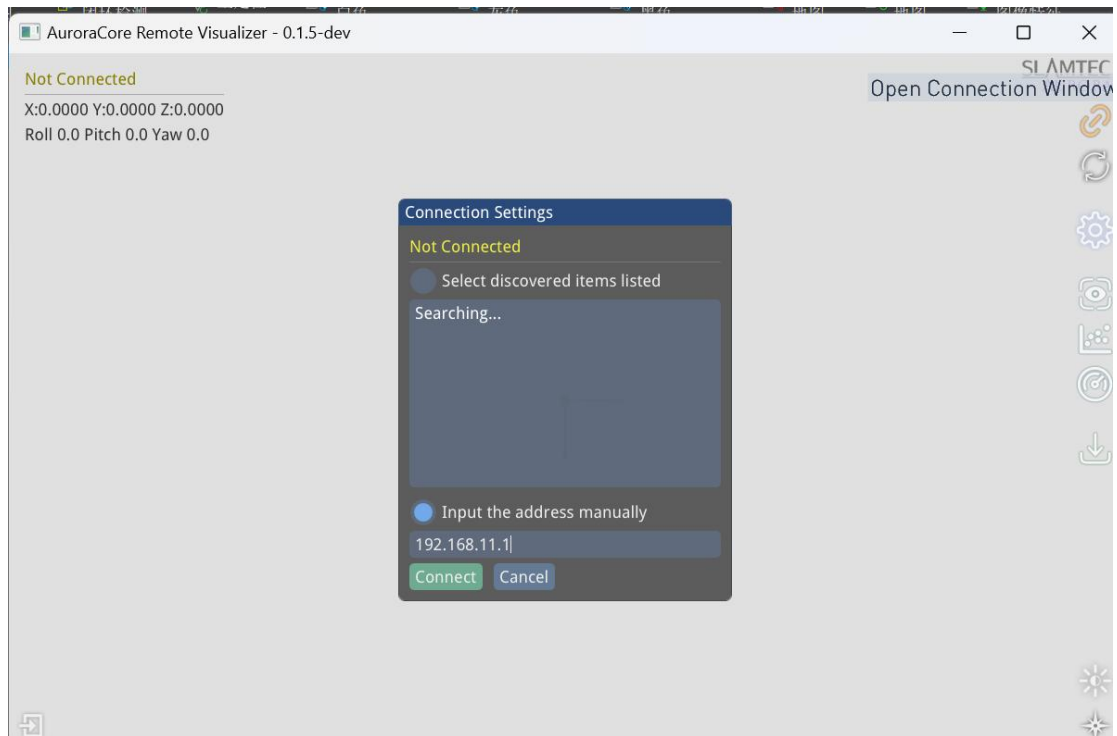 AuroraCore Remote Visualizer - 0.1.5-dev
Not Connected
X:0.0000 Y:0.0000 Z:0.0000
Roll 0.0 Pitch 0.0 Yaw 0.0
SLAMTEC
Open Connection Window
Connection Settings
Not Connected
Select discovered items listed
Searching...
Input the address manually
192.168.11.1
Connect Cancel